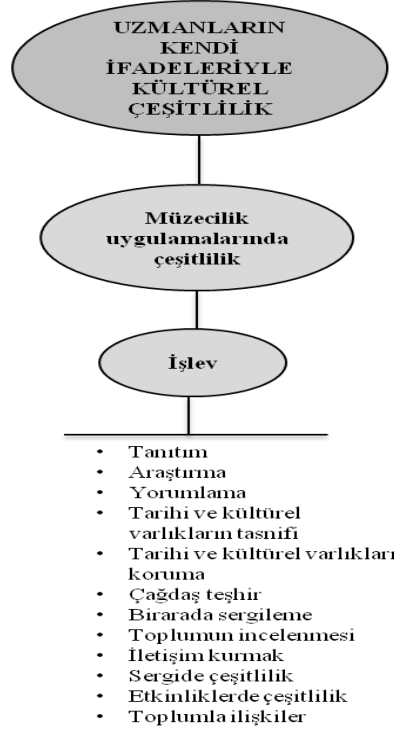 UZMANLARIN
KENDİ
İFADELERİYLE
KÜLTÜREL
ÇEŞİTLİLİK
Müzecilik
uygulamalarında
çeşitlilik
İşlev
• Tanıtım
• Araştırma
• Yorumlama
• Tarihi ve kültürel
varlıkların tasnifi
• Tarihi ve kültürel varlıkları
koruma
• Çağdaş teşhir
• Birarada sergileme
• Toplumun incelenmesi
• İletişim kurmak
• Sergide çeşitlilik
• Etkinliklerde çeşitlilik
• Toplumla ilişkiler